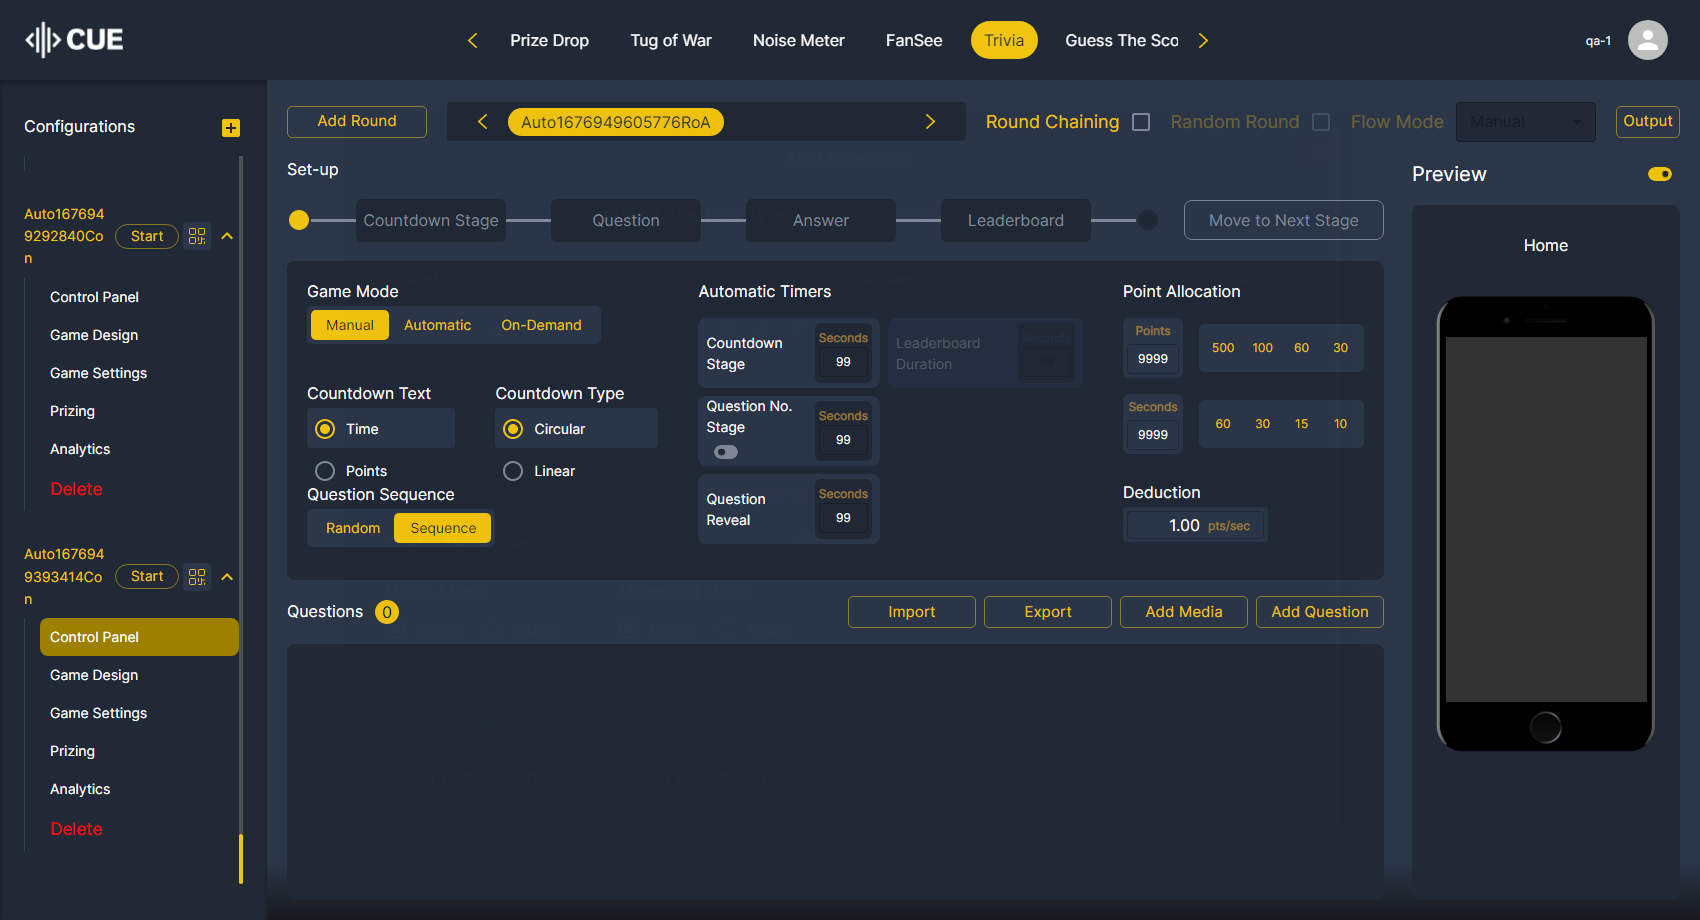 CUE
Prize Drop
Tug of War
Noise Meter
FanSee
Trivia
Guess The Sco
qa-1
Configurations
Add Round
Auto1676949605776RoA
Round Chaining
Random Round
Flow Mode
Manual
Output
Set-up
Preview
Countdown Stage
Question
Answer
Leaderboard
Move to Next Stage
Home
Auto167694
9292840Co
n
Start
Control Panel
Game Design
Game Settings
Prizing
Analytics
Delete
Auto167694
9393414Co
n
Start
Control Panel
Game Design
Game Settings
Prizing
Analytics
Delete
Game Mode
Manual
Automatic
On-Demand
Countdown Text
Time
Points
Countdown Type
Circular
Linear
Question Sequence
Random
Sequence
Automatic Timers
Countdown
Stage
Seconds
99
Leaderboard
Duration
Seconds
Question No.
Stage
Seconds
99
Question
Reveal
Seconds
99
Point Allocation
Points
9999
500
100
60
30
Seconds
9999
60
30
15
10
Deduction
1.00 pts/sec
Questions
0
Import
Export
Add Media
Add Question